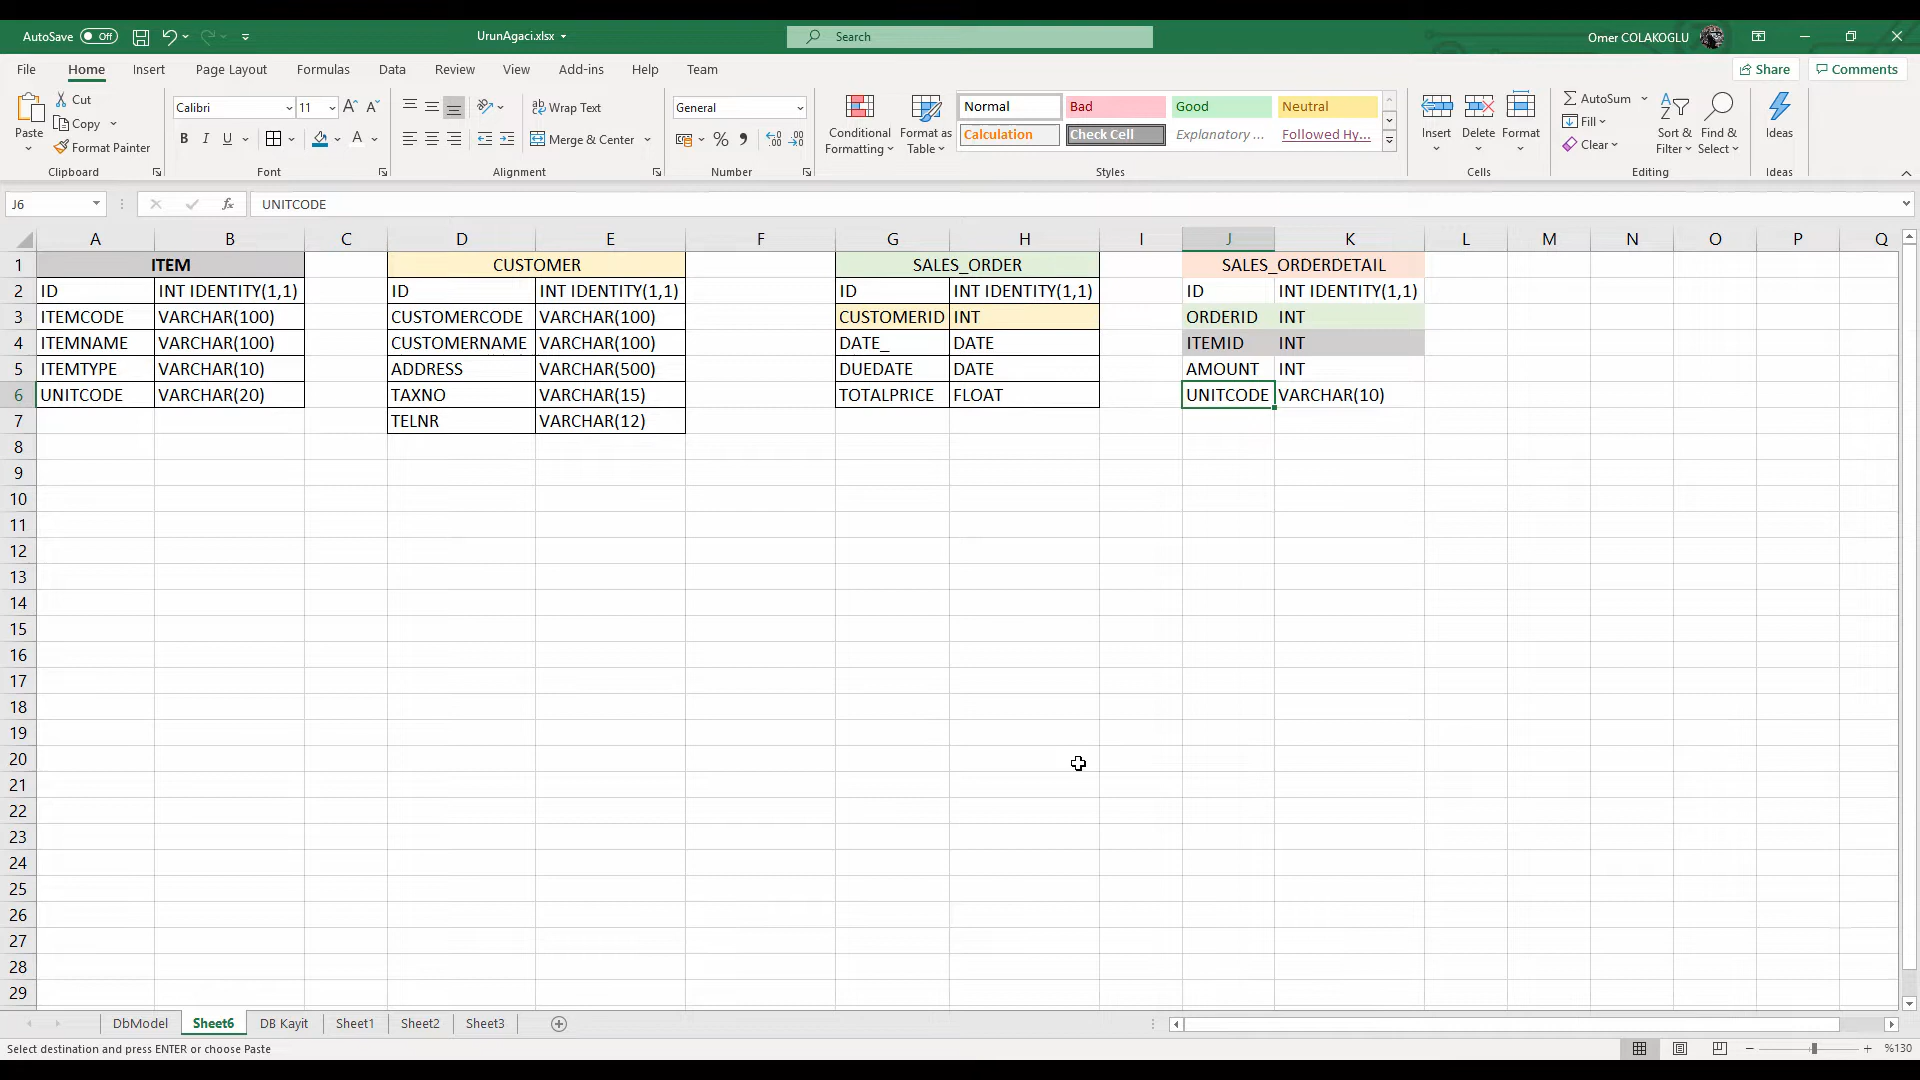 AutoSave Off UrunAgaci.xlsx Search Omer COLAKOGLU
File Home Insert Page Layout Formulas Data Review View Add-ins Help Team Share Comments
Paste
Cut
Copy
Format Painter
Clipboard
Calibri 11
B I U A
Font
Wrap Text
Merge & Center
Alignment
General
%
Number
Conditional Formatting
Format as Table
Normal Bad Good Neutral
Calculation Check Cell Explanatory ... Followed Hy...
Styles
Insert Delete Format
Cells
AutoSum
Fill
Clear
Sort & Filter
Find & Select
Editing
Ideas
Ideas
J6 fx UNITCODE
A B C D E F G H I J K L M N O P Q
1 ITEM CUSTOMER SALES_ORDER SALES_ORDERDETAIL
2 ID INT IDENTITY(1,1) ID INT IDENTITY(1,1) ID INT IDENTITY(1,1) ID INT IDENTITY(1,1)
3 ITEMCODE VARCHAR(100) CUSTOMERCODE VARCHAR(100) CUSTOMERID INT ORDERID INT
4 ITEMNAME VARCHAR(100) CUSTOMERNAME VARCHAR(100) DATE_ DATE ITEMID INT
5 ITEMTYPE VARCHAR(10) ADDRESS VARCHAR(500) DUEDATE DATE AMOUNT INT
6 UNITCODE VARCHAR(20) TAXNO VARCHAR(15) TOTALPRICE FLOAT UNITCODE VARCHAR(10)
7 TELNR VARCHAR(12)
8
9
10
11
12
13
14
15
16
17
18
19
20
21
22
23
24
25
26
27
28
29
DbModel Sheet6 DB Kayit Sheet1 Sheet2 Sheet3
Select destination and press ENTER or choose Paste %130